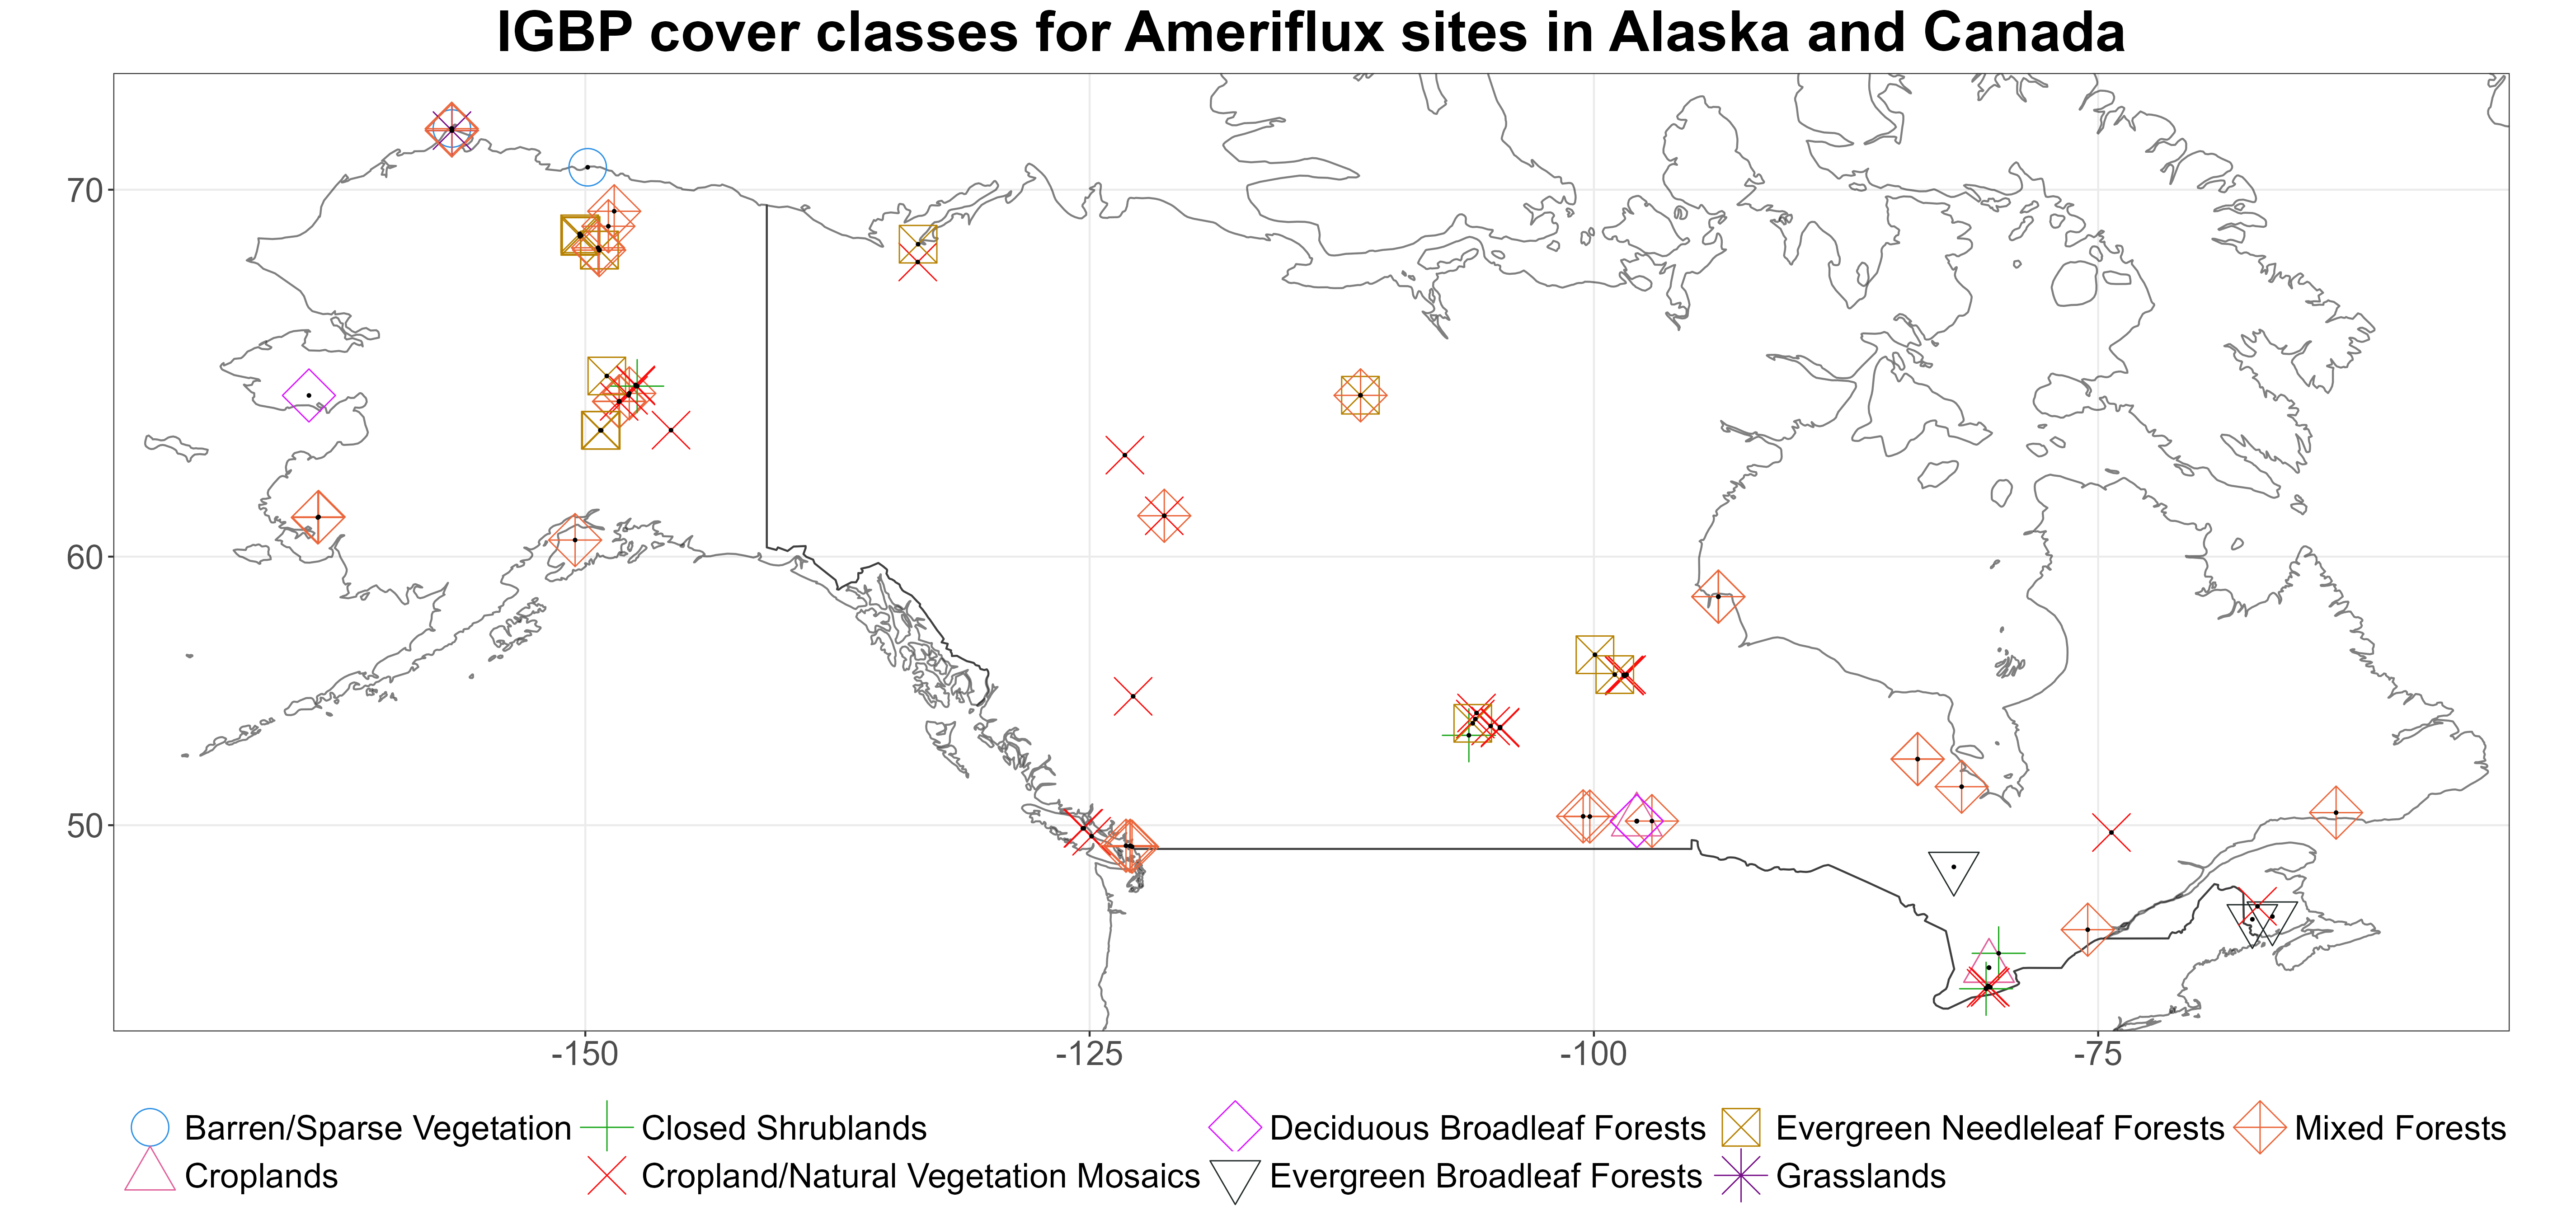 IGBP cover classes for Ameriflux sites in Alaska and Canada
70
60
50
-150 -125 -100 -75
Barren/Sparse Vegetation Closed Shrublands Deciduous Broadleaf Forests Evergreen Needleleaf Forests Mixed Forests
Croplands Cropland/Natural Vegetation Mosaics Evergreen Broadleaf Forests Grasslands